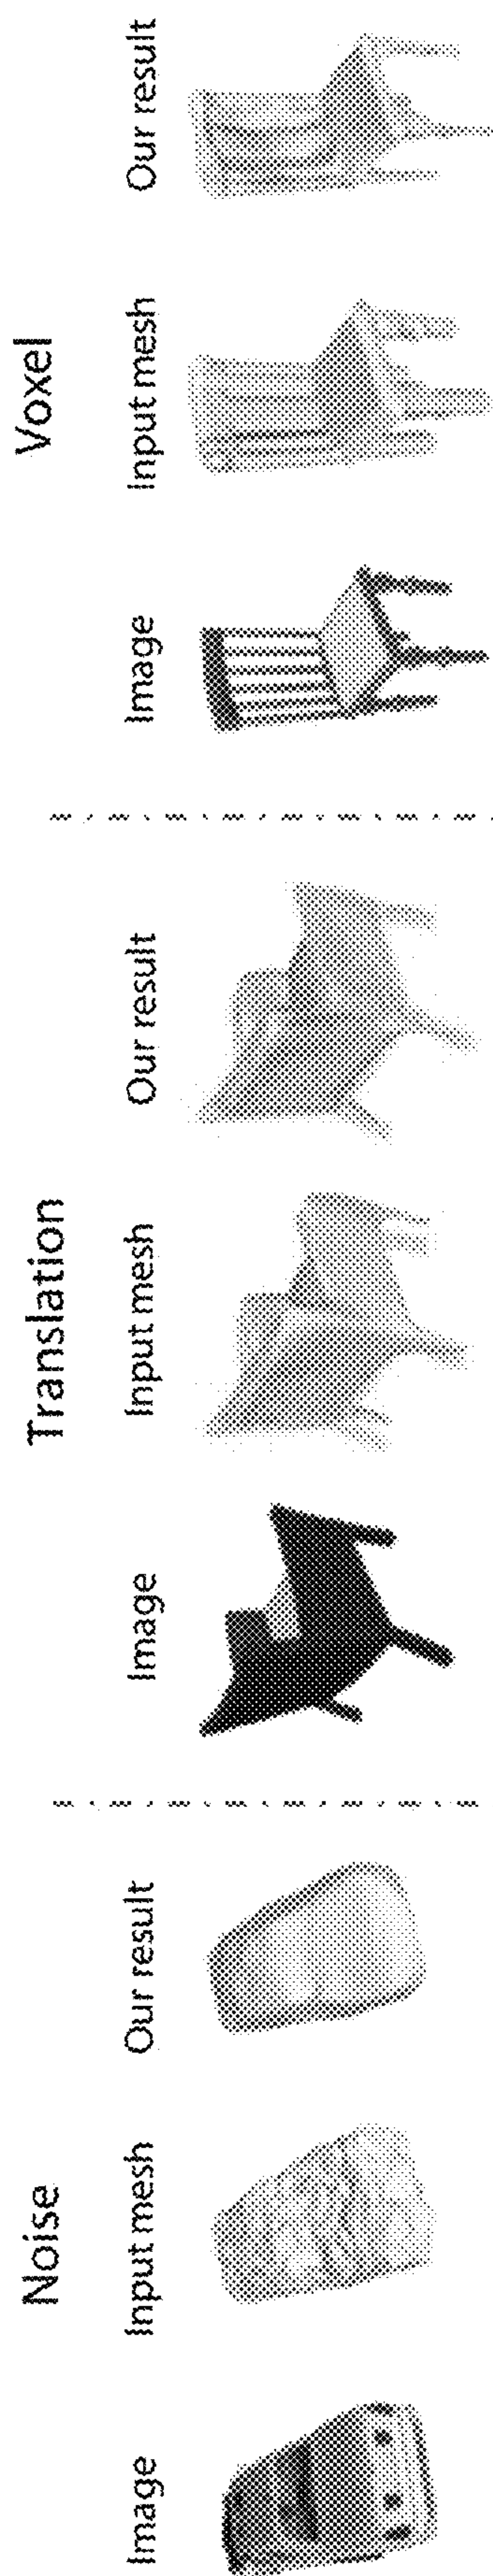 Noise
Image Input mesh Our result
Translation
Image Input mesh Our result
Voxel
Image Input mesh Our result